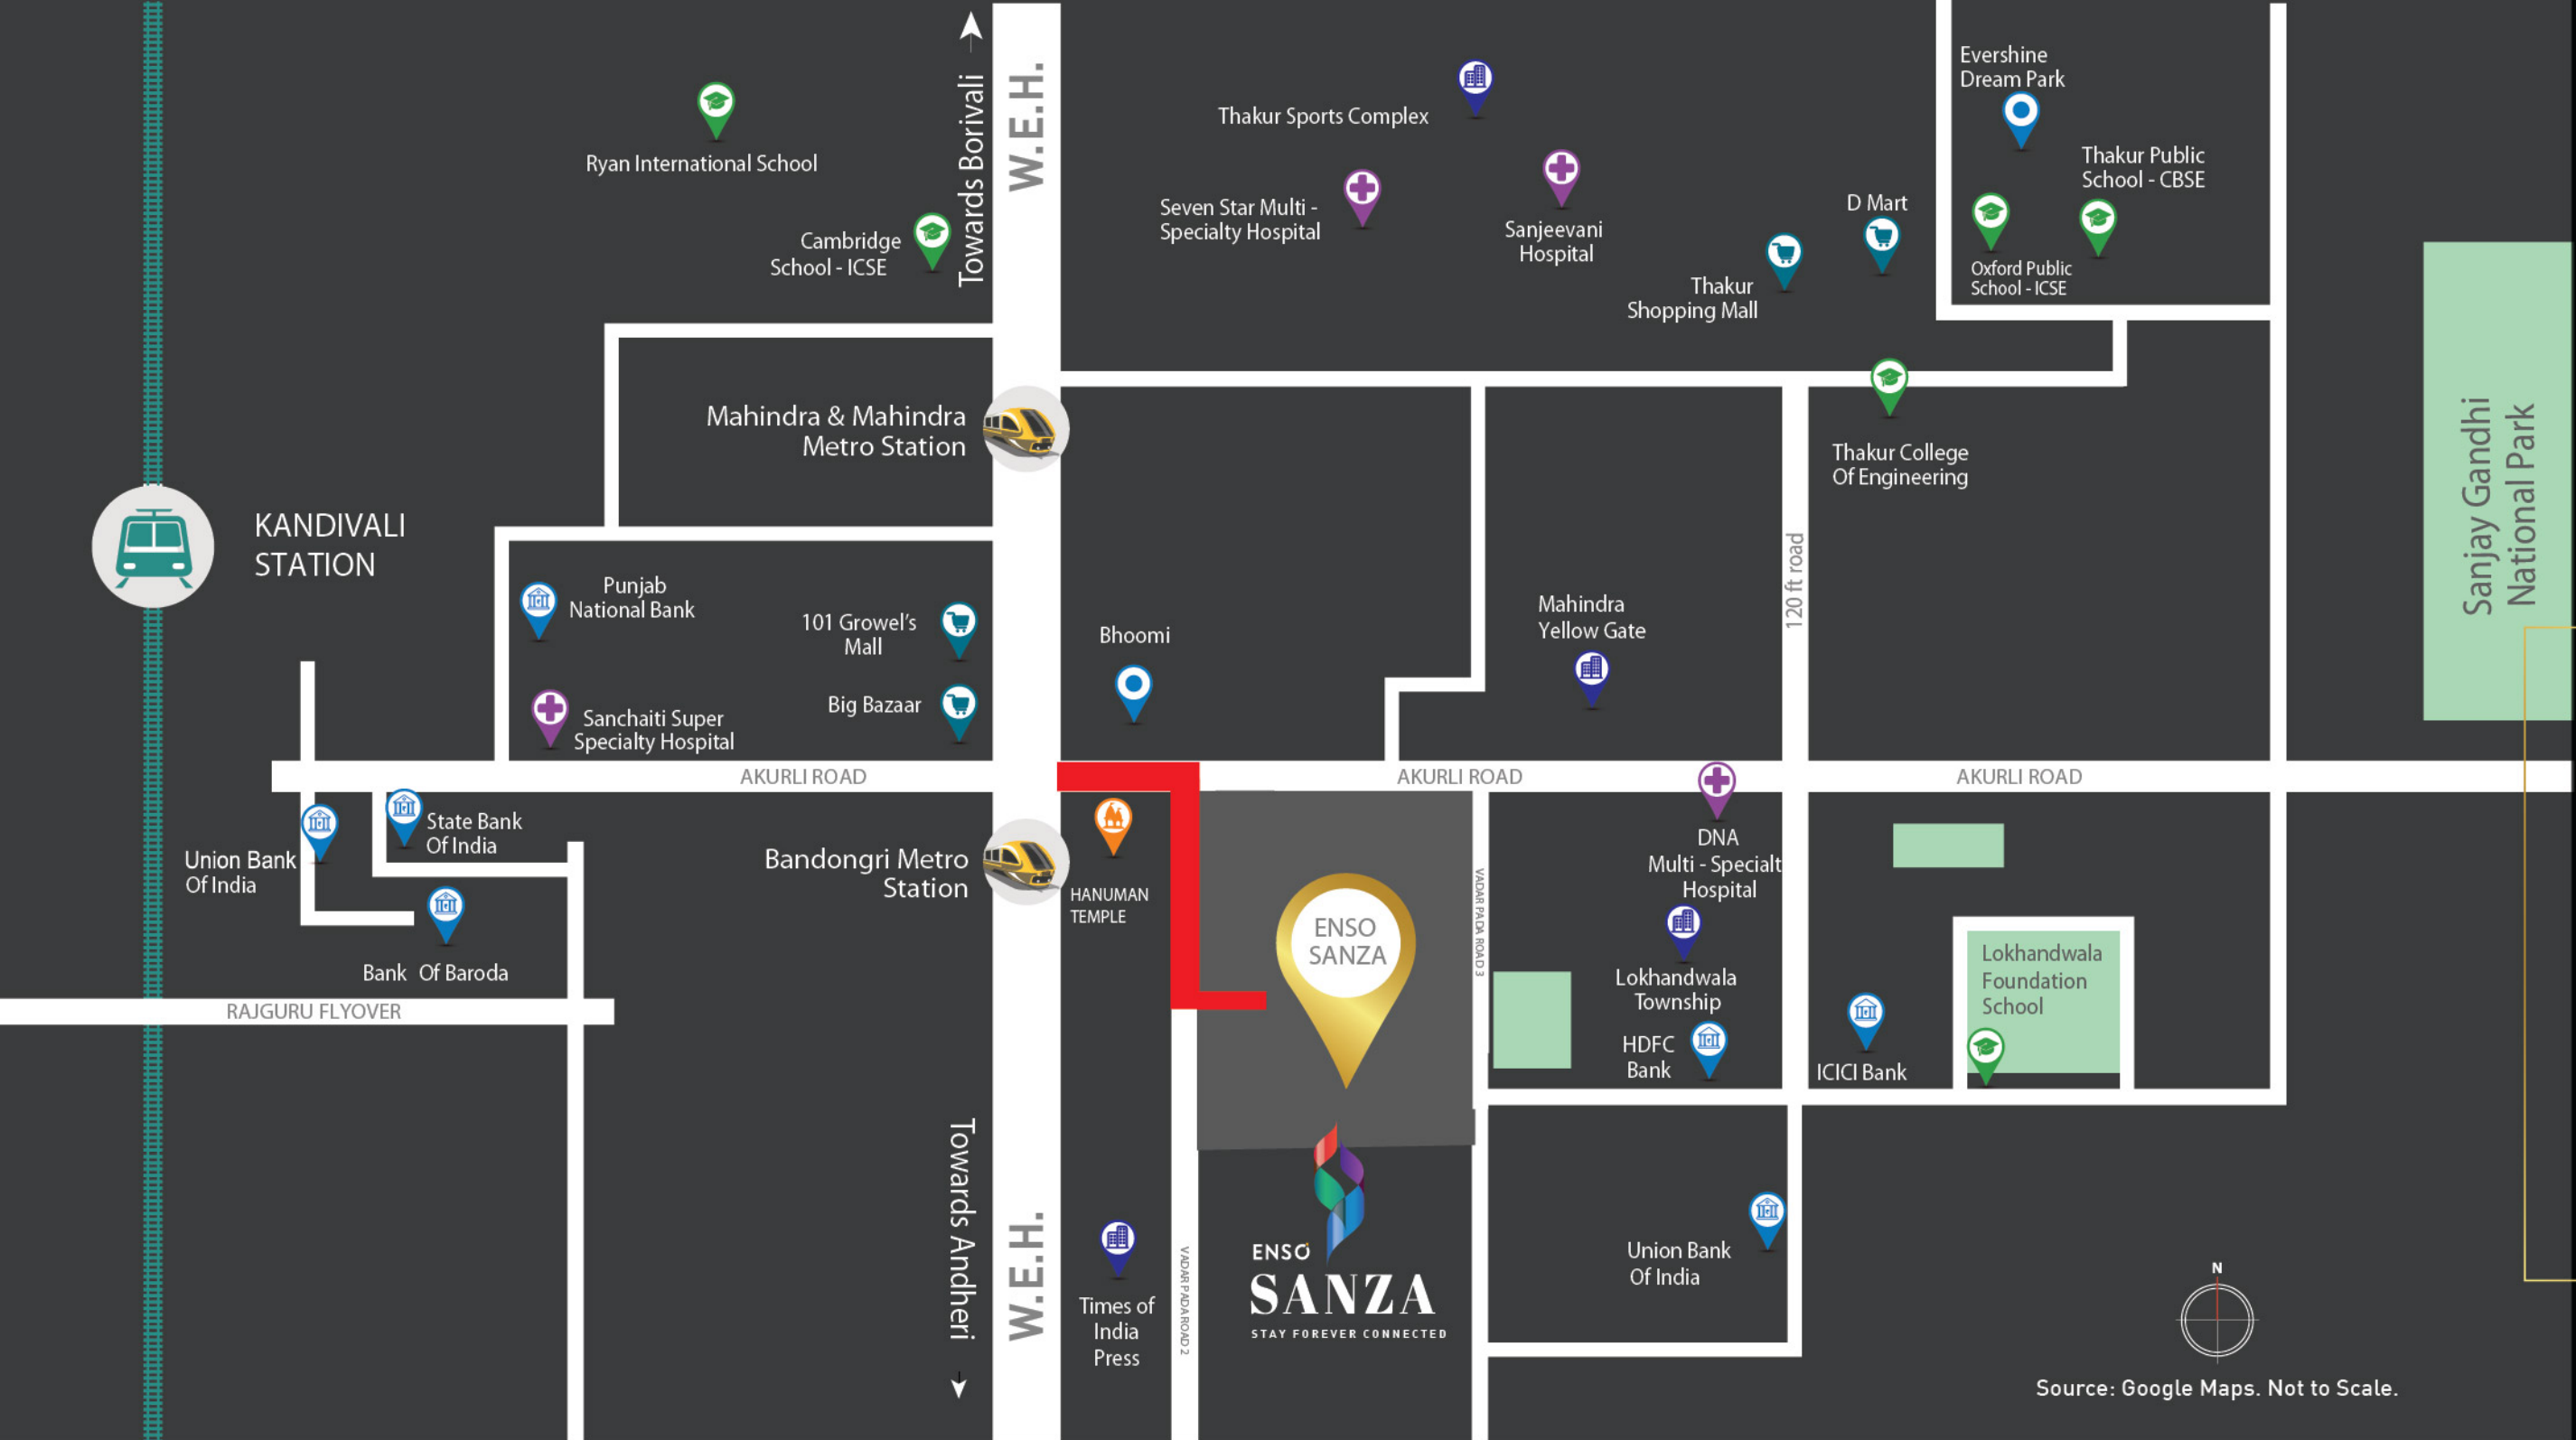 Towards Borivali
W.E.H.
Ryan International School
Cambridge
School - ICSE
Thakur Sports Complex
Seven Star Multi -
Specialty Hospital
Sanjeevani
Hospital
Thakur
Shopping Mall
D Mart
Evershine
Dream Park
Thakur Public
School - CBSE
Oxford Public
School - ICSE
Mahindra & Mahindra
Metro Station
Thakur College
Of Engineering
Sanjay Gandhi
National Park
KANDIVALI
STATION
Punjab
National Bank
101 Growel's
Mall
Big Bazaar
Sanchaiti Super
Specialty Hospital
Bhoomi
Mahindra
Yellow Gate
120 ft road
AKURLI ROAD
AKURLI ROAD
AKURLI ROAD
State Bank
Of India
Union Bank
Of India
Bank Of Baroda
RAJGURU FLYOVER
Bandongri Metro
Station
HANUMAN
TEMPLE
ENSO
SANZA
VADAR PADA ROAD 3
DNA
Multi - Specialt
Hospital
Lokhandwala
Township
HDFC
Bank
ICICI Bank
Lokhandwala
Foundation
School
Towards Andheri
W.E.H.
Times of
India
Press
VADAR PADA ROAD 2
ENSO
SANZA
STAY FOREVER CONNECTED
Union Bank
Of India
N
Source: Google Maps. Not to Scale.